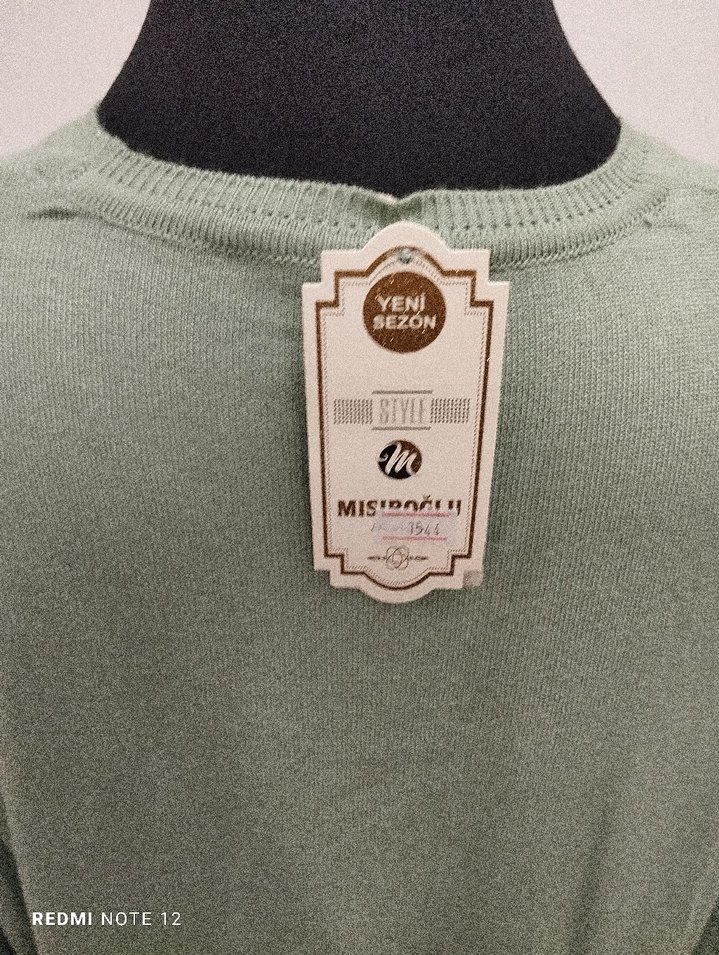 YENİ
SEZON
STYLE
m
MISIROĞLU
1544
REDMI NOTE 12